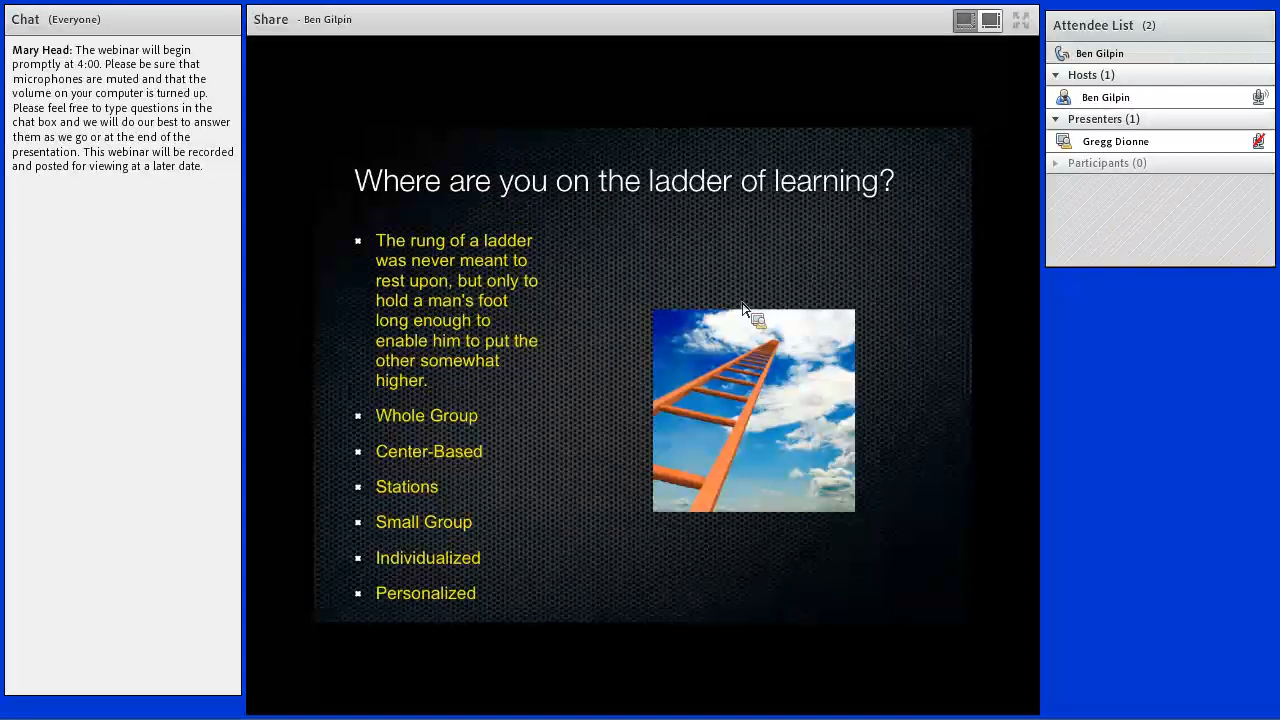 Chat (Everyone)
Mary Head: The webinar will begin
promptly at 4:00. Please be sure that
microphones are muted and that the
volume on your computer is turned up.
Please feel free to type questions in the
chat box and we will do our best to answer
them as we go or at the end of the
presentation. This webinar will be recorded
and posted for viewing at a later date.
Share - Ben Gilpin
Where are you on the ladder of learning?
The rung of a ladder
was never meant to
rest upon, but only to
hold a man's foot
long enough to
enable him to put the
other somewhat
higher.
Whole Group
Center-Based
Stations
Small Group
Individualized
Personalized
Attendee List (2)
Ben Gilpin
Hosts (1)
Ben Gilpin
Presenters (1)
Gregg Dionne
Participants (0)